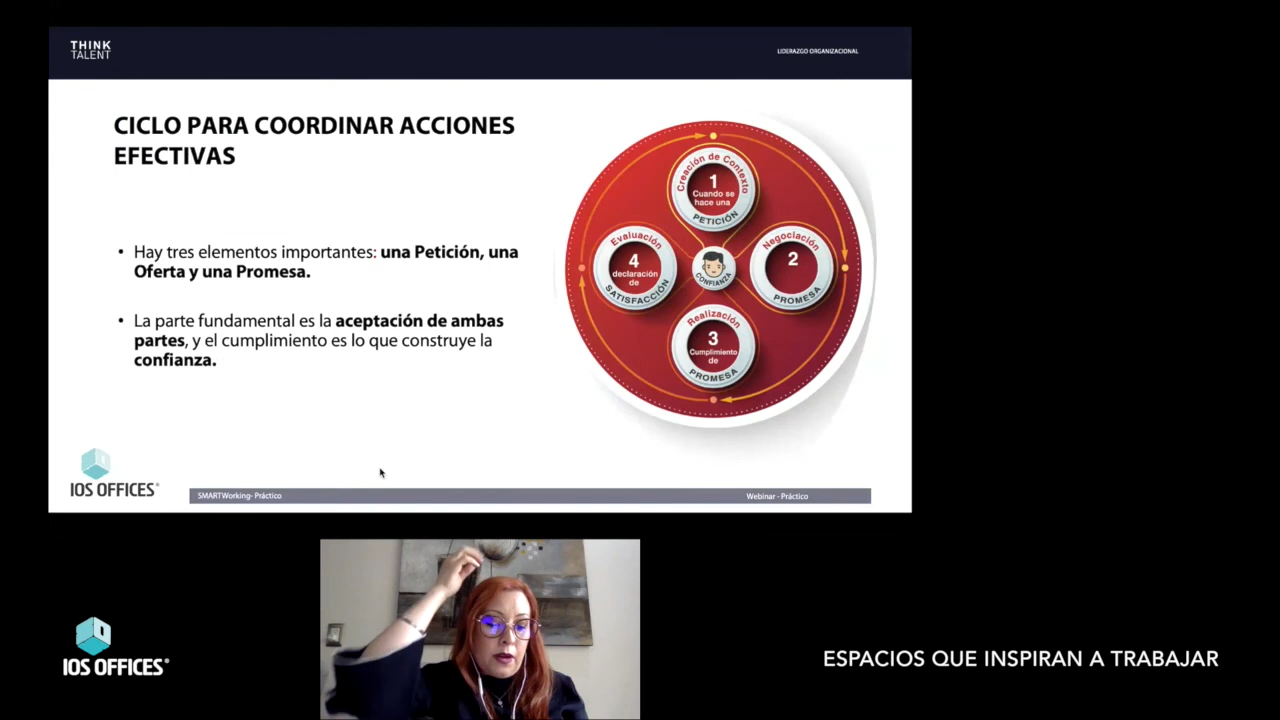 THINK
TALENT
LIDERAZGO ORGANIZACIONAL
CICLO PARA COORDINAR ACCIONES
EFECTIVAS
• Hay tres elementos importantes: una Petición, una
Oferta y una Promesa.
• La parte fundamental es la aceptación de ambas
partes, y el cumplimiento es lo que construye la
confianza.
Creación de Contexto
1
Cuando se
hace una
PETICIÓN
Negociación
2
PROMESA
Realización
3
Cumplimiento
de
PROMESA
Evaluación
4
declaración
de
SATISFACCIÓN
CONFIANZA
IOS OFFICES®
SMARTWorking- Práctico
Webinar - Práctico
IOS OFFICES®
ESPACIOS QUE INSPIRAN A TRABAJAR